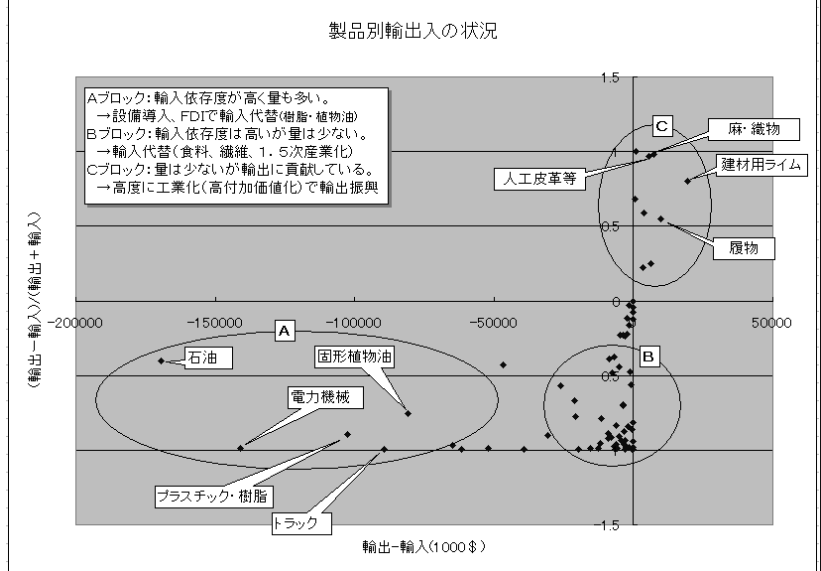 製品別輸出入の状況
Aブロック：輸入依存度が高く量も多い。
→設備導入、FDIで輸入代替(樹脂・植物油)
Bブロック：輸入依存度は高いが量は少ない。
→輸入代替(食料、繊維、1．5次産業化)
Cブロック：量は少ないが輸出に貢献している。
→高度に工業化(高付加価値化)で輸出振興
1.5
C
麻・織物
1
人工皮革等
建材用ライム
0.5
履物
(輸出－輸入)/(輸出＋輸入)
0
-200000
-150000
-100000
-50000
0
50000
A
石油
固形植物油
B
0.5
電力機械
プラスチック・樹脂
トラック
-1.5
輸出－輸入(1000＄)